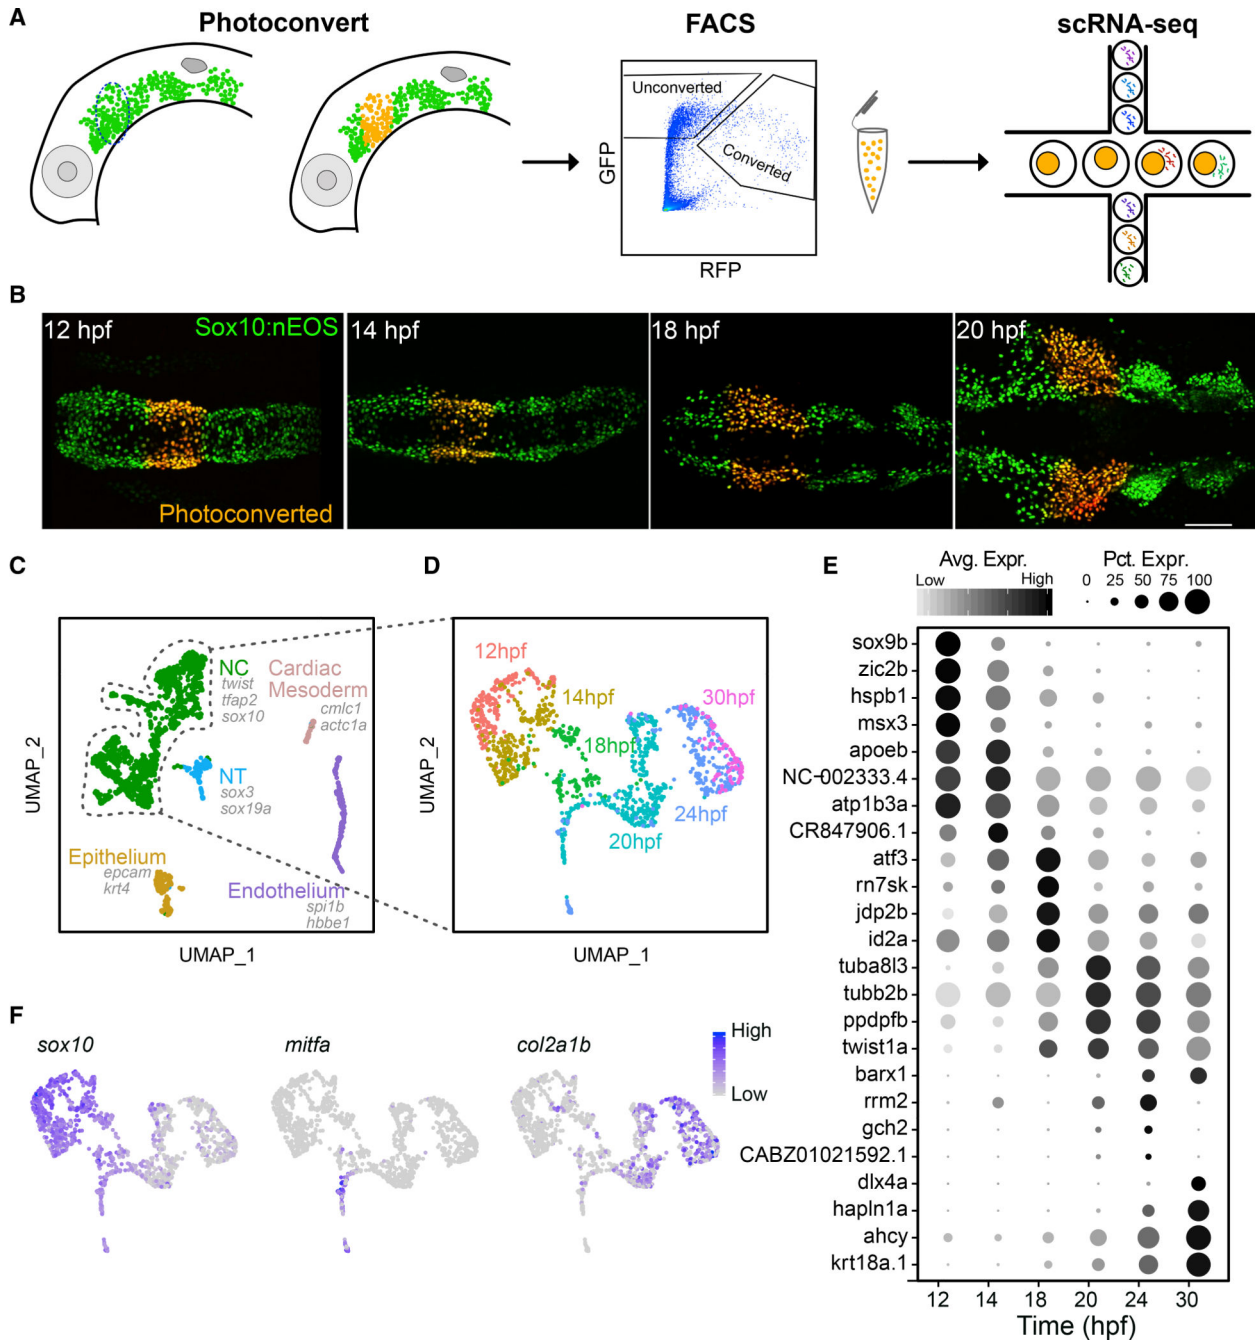 A
Photoconvert
FACS
scRNA-seq
Unconverted
Converted
GFP
RFP
B
12 hpf
Sox10:nEOS
Photoconverted
14 hpf
18 hpf
20 hpf
C
NC
twist
tfap2
sox10
Cardiac
Mesoderm
cmlc1
actc1a
NT
sox3
sox19a
Epithelium
epcam
krt4
Endothelium
spi1b
hbbe1
UMAP_2
UMAP_1
D
12hpf
14hpf
18hpf
20hpf
24hpf
30hpf
UMAP_2
UMAP_1
E
Avg. Expr.
Low High
Pct. Expr.
0 25 50 75 100
sox9b
zic2b
hspb1
msx3
apoeb
NC-002333.4
atp1b3a
CR847906.1
atf3
rn7sk
jdp2b
id2a
tuba8l3
tubb2b
ppdpfb
twist1a
barx1
rrm2
gch2
CABZ01021592.1
dlx4a
hapln1a
ahcy
krt18a.1
12 14 18 20 24 30
Time (hpf)
F
sox10
mitfa
col2a1b
High
Low